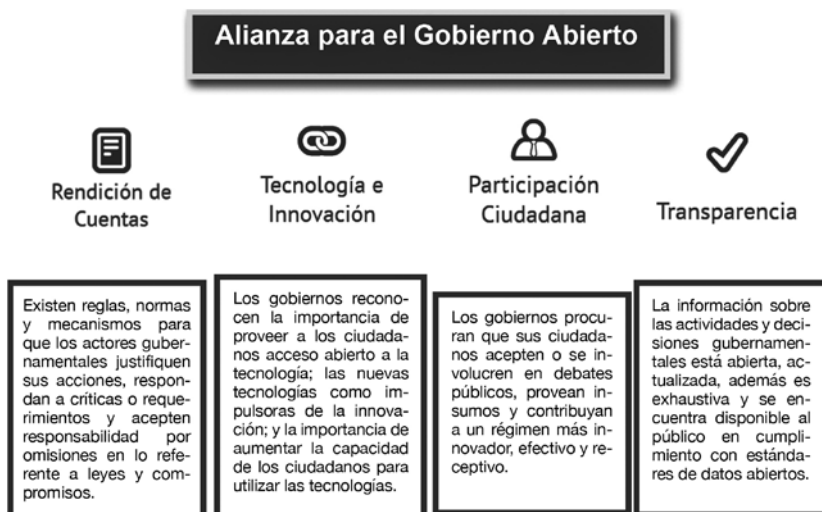 Alianza para el Gobierno Abierto
Rendición de
Cuentas
Tecnología e
Innovación
Participación
Ciudadana
Transparencia
Existen reglas, normas
y mecanismos para
que los actores guber-
namentales justifiquen
sus acciones, respon-
dan a críticas o reque-
rimientos y acepten
responsabilidad por
omisiones en lo refe-
rente a leyes y com-
promisos.
Los gobiernos recono-
cen la importancia de
proveer a los ciudada-
nos acceso abierto a la
tecnología; las nuevas
tecnologías como im-
pulsoras de la innova-
ción; y la importancia de
aumentar la capacidad
de los ciudadanos para
utilizar las tecnologías.
Los gobiernos procu-
ran que sus ciudada-
nos acepten o se in-
volucren en debates
públicos, provean in-
sumos y contribuyan
a un régimen más in-
novador, efectivo y re-
ceptivo.
La información sobre
las actividades y deci-
siones gubernamen-
tales está abierta, ac-
tualizada, además es
exhaustiva y se en-
cuentra disponible al
público en cumpli-
miento con estánda-
res de datos abiertos.